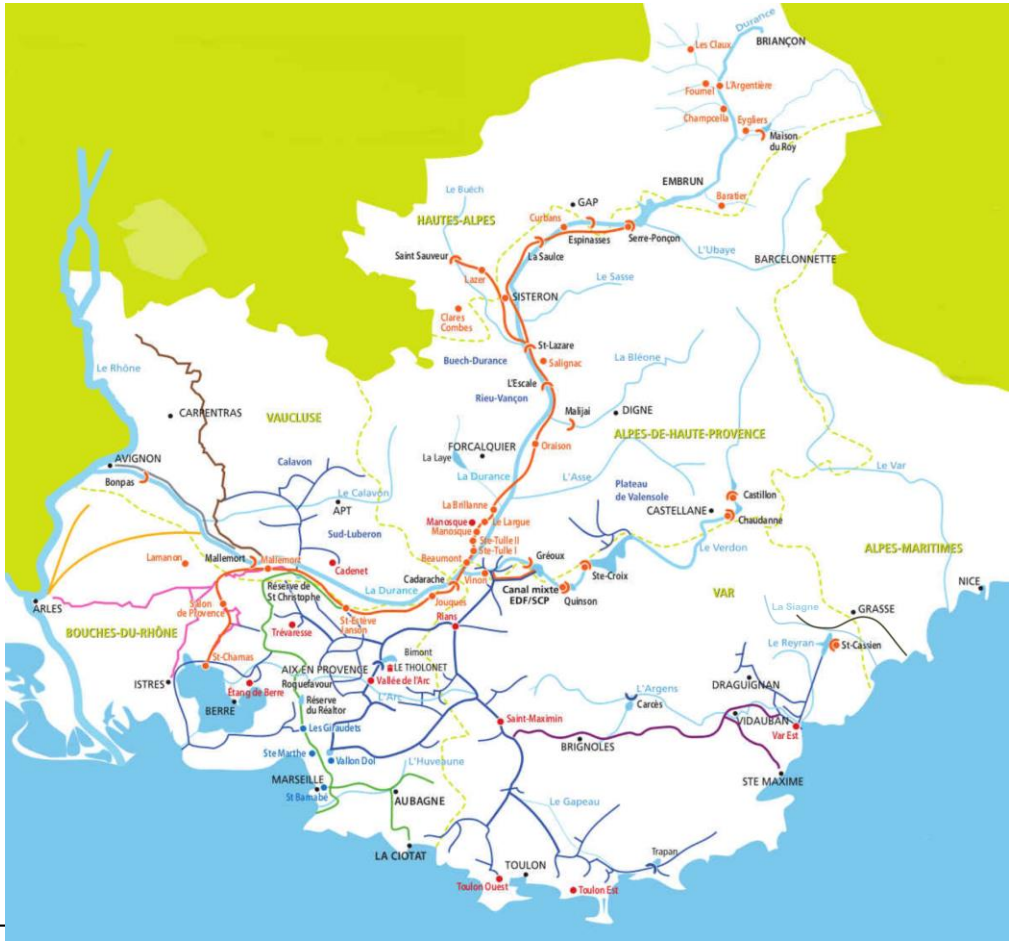 Durance
BRIANÇON
Les Claux
L'Argentière
Fournel
Champcella
Eygliers
Maison
du Roy
EMBRUN
Le Buëch
Baratier
GAP
HAUTES-ALPES
Curbans
Espinasses
Serre-Ponçon
L'Ubaye
La Saulce
Saint Sauveur
BARCELONNETTE
Lazer
Le Sasse
SISTERON
Clares
Combes
St-Lazare
Buech-Durance
Salignac
La Bléone
Le Rhône
L'Escale
Rieu-Vançon
Malijai
DIGNE
CARPENTRAS
VAUCLUSE
ALPES-DE-HAUTE-PROVENCE
FORCALQUIER
Oraison
La Laye
AVIGNON
Calavon
Le Var
La Durance
L'Asse
Bonpas
Plateau
de Valensole
Le Calavon
Castillon
APT
La Brillanne
CASTELLANE
Manosque
Le Largue
Chaudanne
Manosque
Sud-Luberon
Ste-Tulle II
Ste-Tulle I
Le Verdon
ALPES-MARITIMES
Mallemort
Mallemort
Lamanon
Beaumont
Gréoux
Cadenet
Cadarache
Vinon
Ste-Croix
NICE
La Durance
Réserve de
St Christophe
Canal mixte
EDF/SCP
Quinson
VAR
ARLES
Jouques
Salon
de Provence
La Siagne
GRASSE
St-Estève
Janson
Rians
BOUCHES-DU-RHÔNE
Trévaresse
Le Reyran
St-Cassien
St-Chamas
Bimont
AIX-EN PROVENCE
LE THOLONET
ISTRES
Roquefavour
Vallée de l'Arc
DRAGUIGNAN
Étang de Berre
L'Arc
L'Argens
BERRE
Réserve
du Réaltor
Carcès
VIDAUBAN
Saint-Maximin
Les Giraudets
Var Est
BRIGNOLES
Ste Marthe
Vallon Dol
L'Huveaune
STE MAXIME
MARSEILLE
St Barnabé
AUBAGNE
Le Gapeau
LA CIOTAT
Trapan
TOULON
Toulon Ouest
Toulon Est